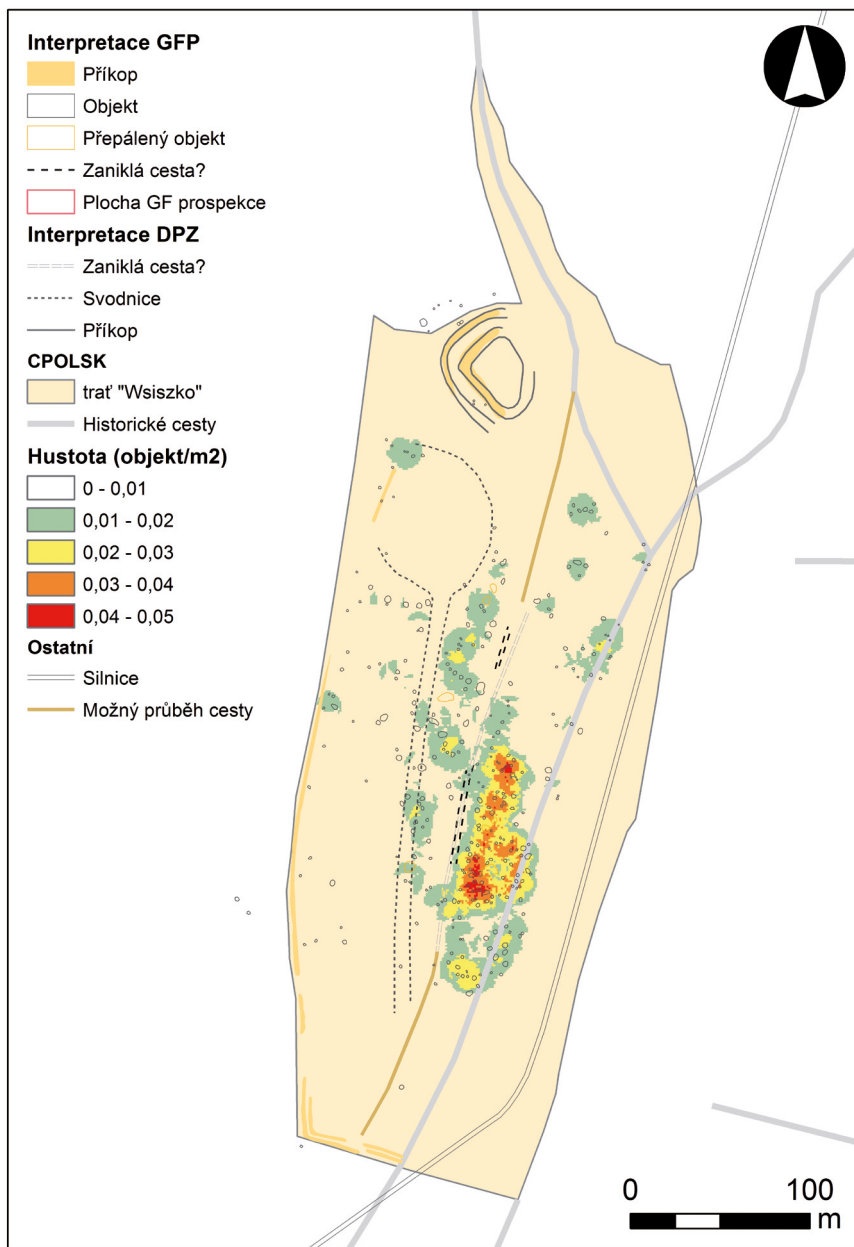 Interpretace GFP
Příkop
Objekt
Přepálený objekt
Zaniklá cesta?
Plocha GF prospekce
Interpretace DPZ
Zaniklá cesta?
Svodnice
Příkop
CPOLSK
trať "Wsiszko"
Historické cesty
Hustota (objekt/m2)
0 - 0,01
0,01 - 0,02
0,02 - 0,03
0,03 - 0,04
0,04 - 0,05
Ostatní
Silnice
Možný průběh cesty
0 100
m